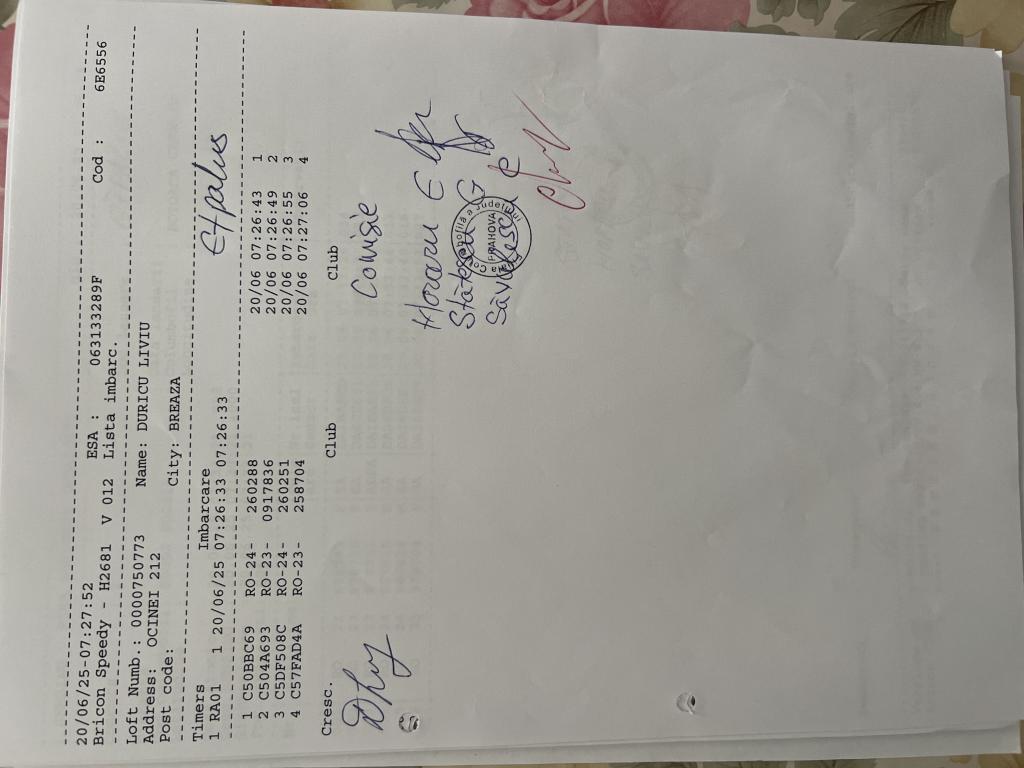 20/06/25-07:27:52
Bricon Speedy - H2681 V 012 ESA : 063133289F Cod : 6E6556
Lista imbarc.
Loft Numb.: 0000750773 Name: DURICU LIVIU
Address: OCINEI 212
Post code: City: BREAZA
Timers Imbarcare
1 RA01 1 20/06/25 07:26:33 07:26:33
Etpalus
1 C50BBC69 RO-24- 260288 20/06 07:26:43 1
2 C504A693 RO-23- 0917836 20/06 07:26:49 2
3 C5DF508C RO-24- 260251 20/06 07:26:55 3
4 C57FAD4A RO-23- 258704 20/06 07:27:06 4
Cresc. Club Club
Comisie
Moraru E
G
PRAHOVA